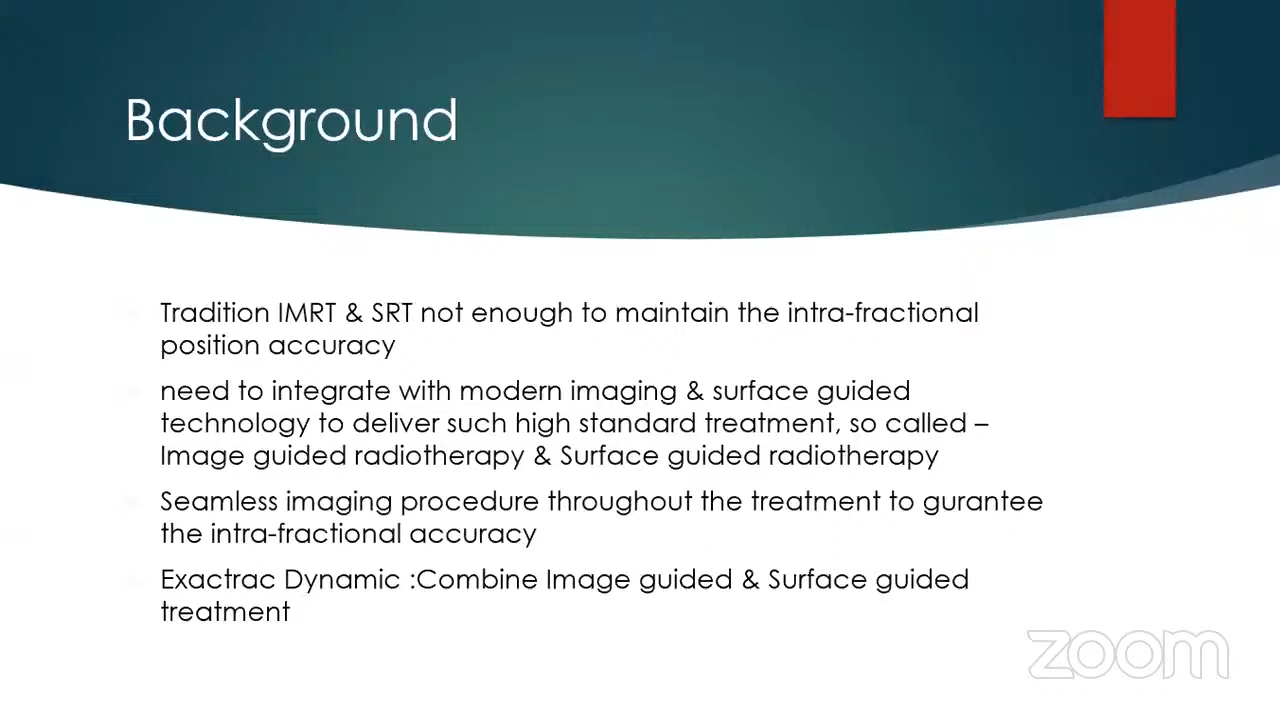 Background
Tradition IMRT & SRT not enough to maintain the intra-fractional
position accuracy
need to integrate with modern imaging & surface guided
technology to deliver such high standard treatment, so called –
Image guided radiotherapy & Surface guided radiotherapy
Seamless imaging procedure throughout the treatment to gurantee
the intra-fractional accuracy
Exactrac Dynamic :Combine Image guided & Surface guided
treatment
zoom